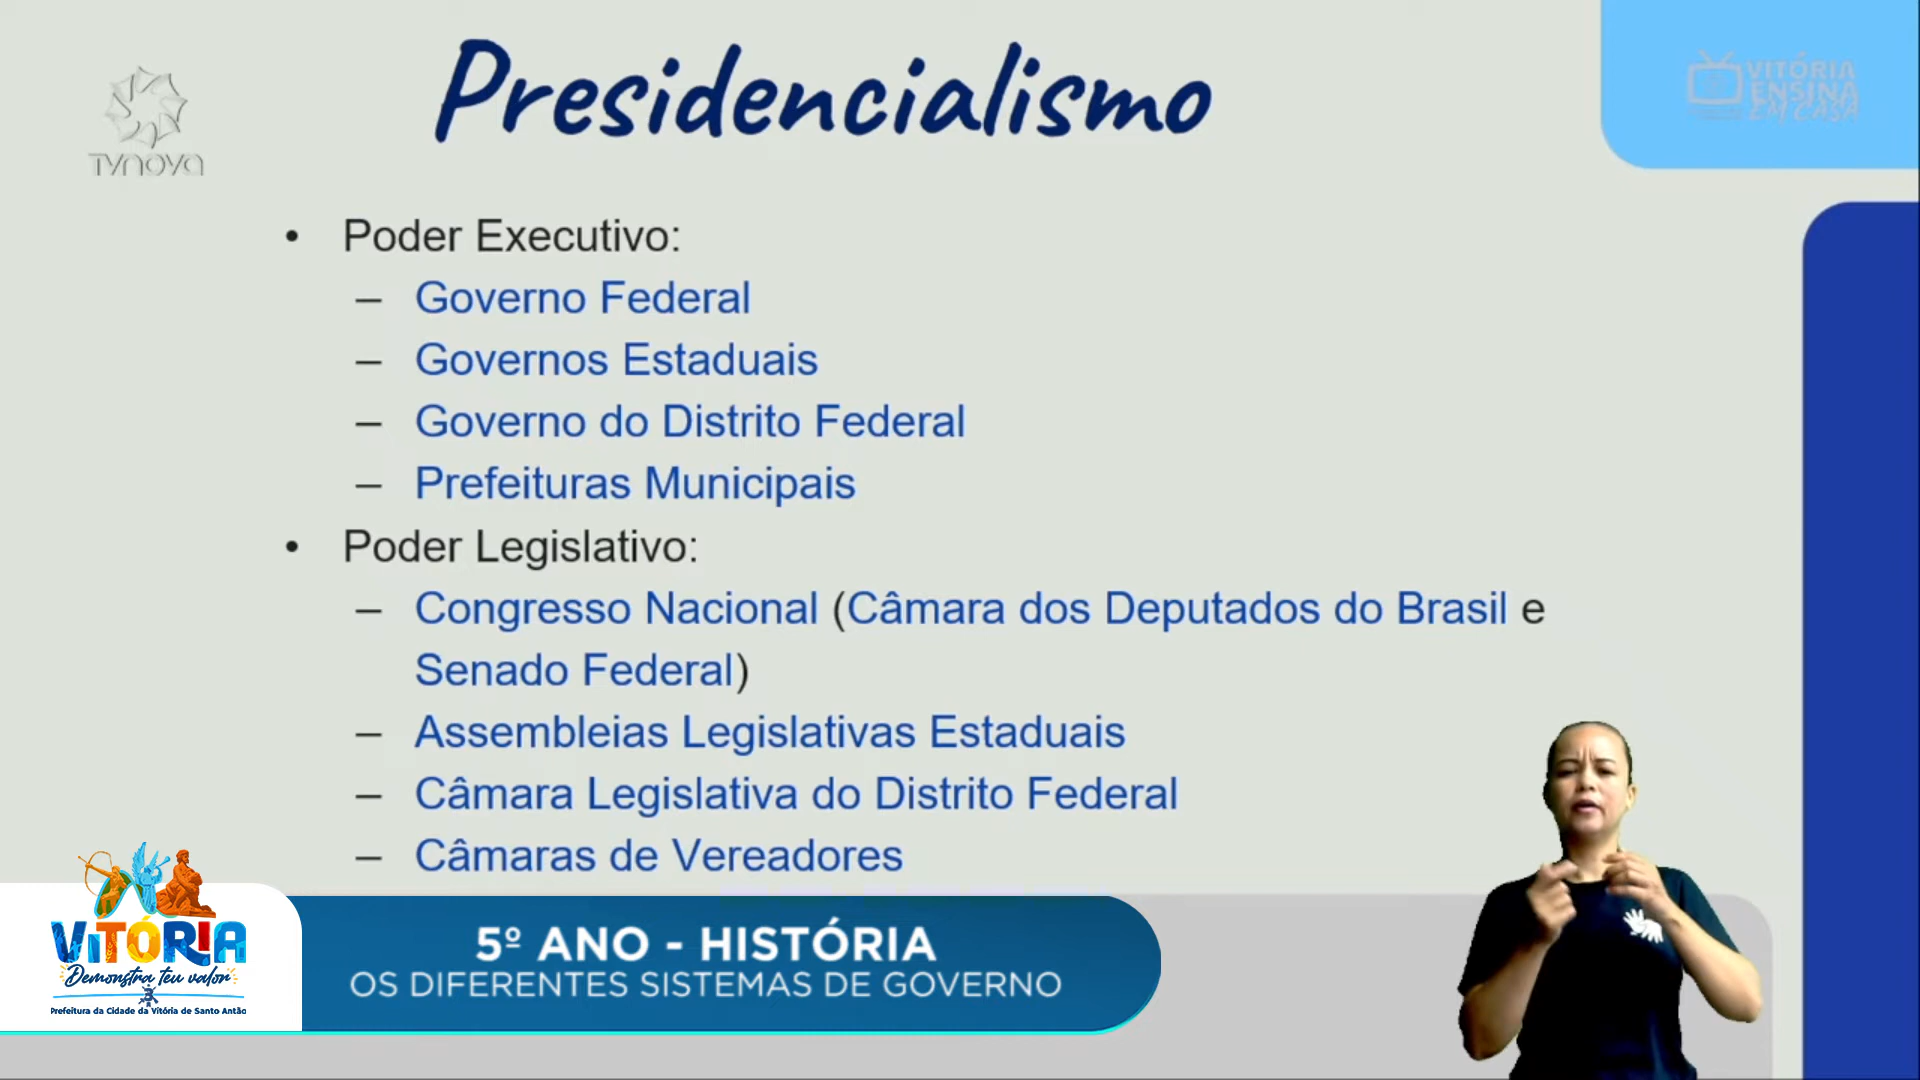 Presidencialismo
TVNOVA
VITÓRIA
ENSINA
EM CASA
• Poder Executivo:
– Governo Federal
– Governos Estaduais
– Governo do Distrito Federal
– Prefeituras Municipais
• Poder Legislativo:
– Congresso Nacional (Câmara dos Deputados do Brasil e
Senado Federal)
– Assembleias Legislativas Estaduais
– Câmara Legislativa do Distrito Federal
– Câmaras de Vereadores
VITÓRIA
Demonstra teu valor
Prefeitura da Cidade da Vitória de Santo Antão
5º ANO - HISTÓRIA
OS DIFERENTES SISTEMAS DE GOVERNO